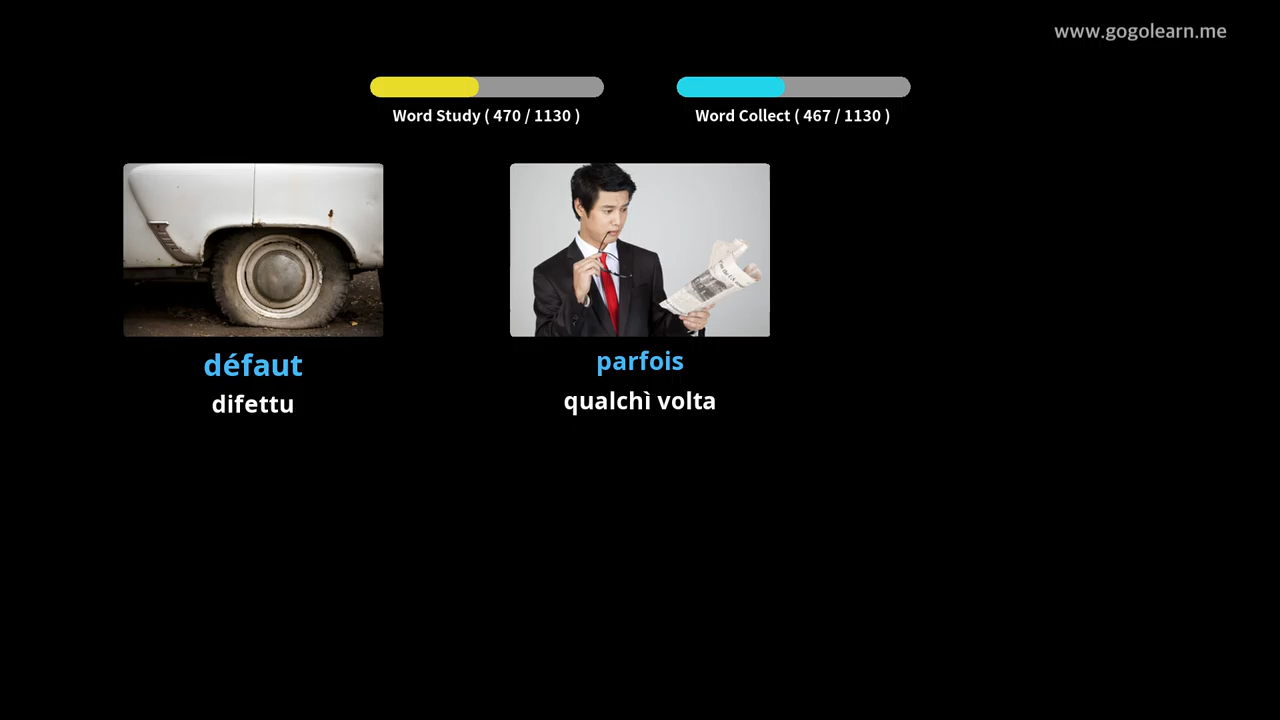 www.gogolearn.me
Word Study ( 470 / 1130 )
Word Collect ( 467 / 1130 )
défaut
difettu
parfois
qualchì volta